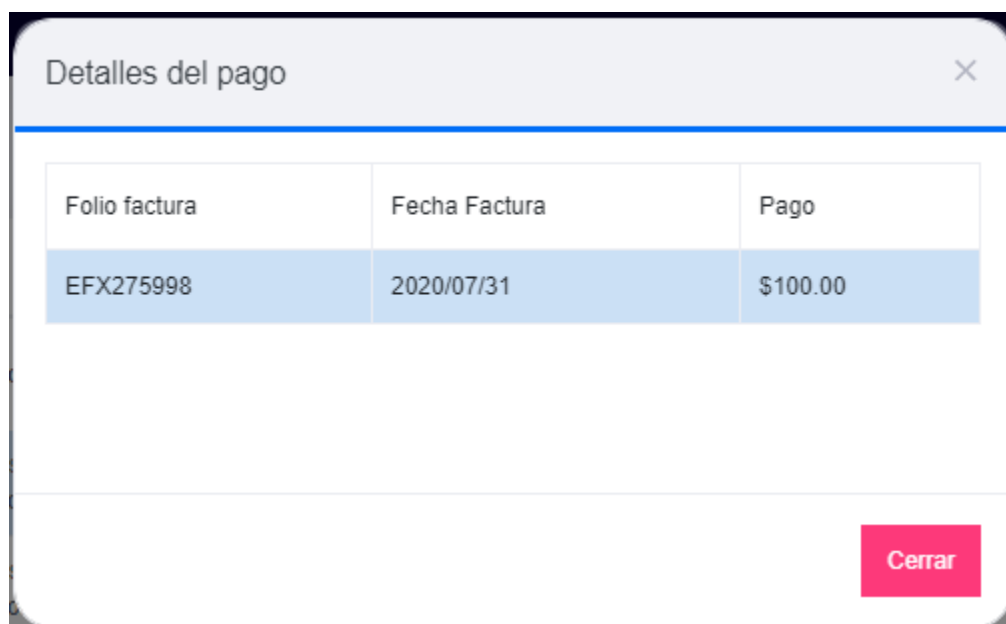 Detalles del pago
Folio factura Fecha Factura Pago
EFX275998 2020/07/31 $100.00
Cerrar